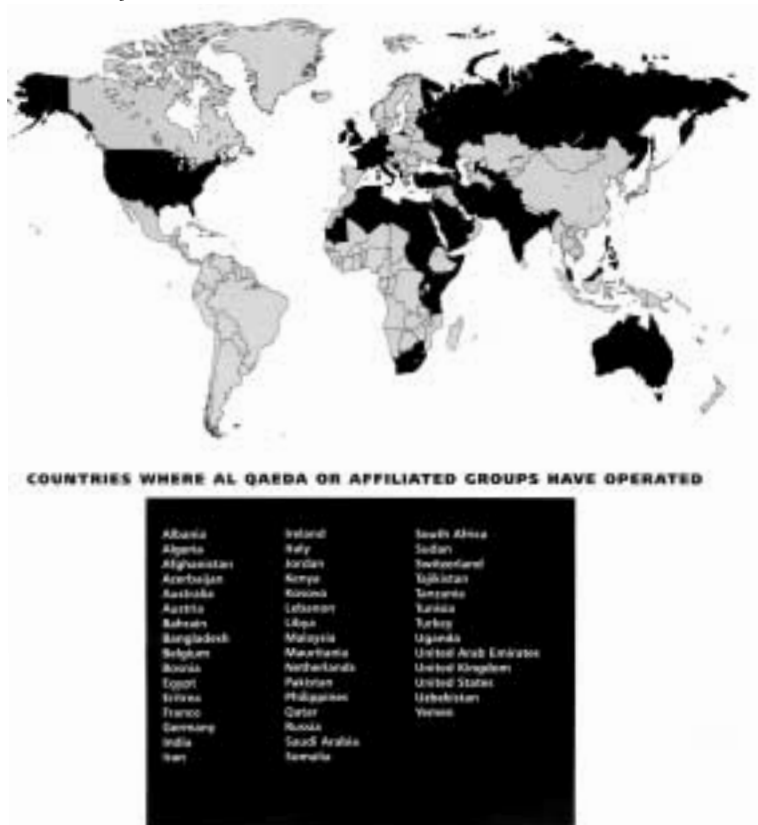 COUNTRIES WHERE AL QAEDA OR AFFILIATED GROUPS HAVE OPERATED
Albania
Algeria
Afghanistan
Azerbaijan
Australia
Austria
Bahrain
Bangladesh
Belgium
Bosnia
Egypt
Eritrea
France
Germany
India
Iran
Ireland
Italy
Jordan
Kenya
Kosovo
Lebanon
Libya
Malaysia
Mauritania
Netherlands
Pakistan
Philippines
Qatar
Russia
Saudi Arabia
Somalia
South Africa
Sudan
Switzerland
Tajikistan
Tanzania
Tunisia
Turkey
Uganda
United Arab Emirates
United Kingdom
United States
Uzbekistan
Yemen